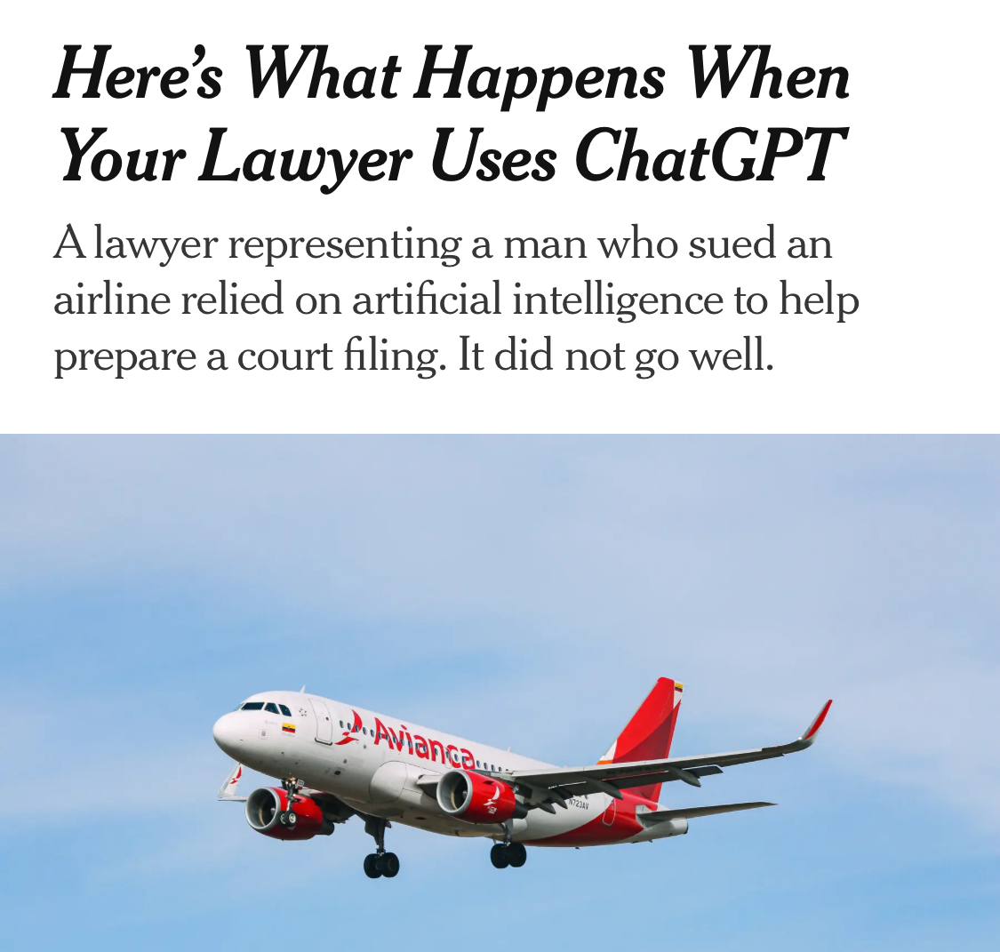 Here’s What Happens When
Your Lawyer Uses ChatGPT
A lawyer representing a man who sued an
airline relied on artificial intelligence to help
prepare a court filing. It did not go well.
Avianca
N723AV